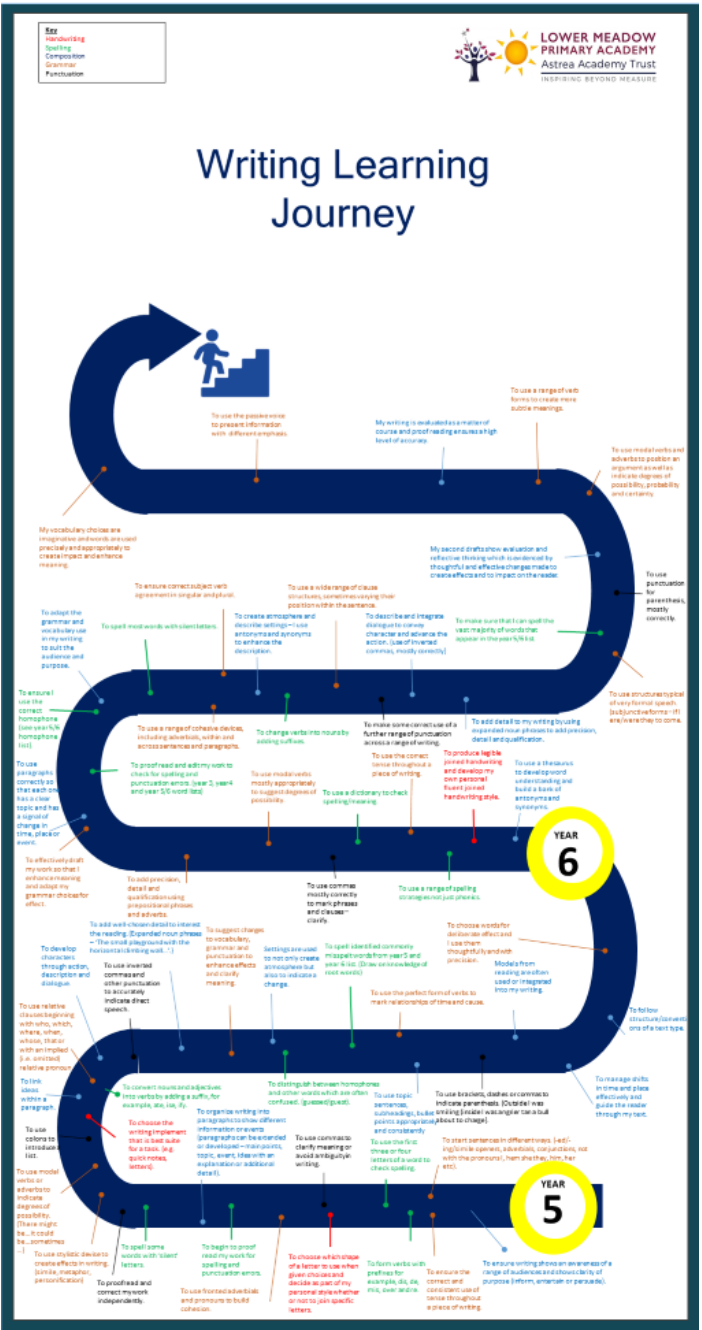 Key
Handwriting
Spelling
Composition
Grammar
Punctuation
LOWER MEADOW
PRIMARY ACADEMY
Astrea Academy Trust
INSPIRING BEYOND MEASURE
Writing Learning
Journey
To use a range of verb
forms to create more
subtle meanings.
To use the passive voice
to present information
with different emphasis.
My writing is evaluated as a matter of
course and proof reading ensures a high
level of accuracy.
To use modal verbs and
adverbs to position an
argument as well as
indicate degrees of
possibility, probability
and certainty.
My vocabulary choices are
imaginative and words are used
precisely and appropriately to
create impact and enhance
meaning.
My second drafts show evaluation and
reflective thinking which is evidenced by
thoughtful and effective changes made to
create effects and to impact on the reader.
To use
punctuation
for
parenthesis,
mostly
correctly.
To ensure correct subject verb
agreement in singular and plural.
To use a wide range of clause
structures, sometimes varying their
position within the sentence.
To adapt the
grammar and
vocabulary use
in my writing
to suit the
audience and
purpose.
To spell most words with silent letters.
To create atmosphere and
describe settings – I use
antonyms and synonyms
to enhance the
description.
To describe and integrate
dialogue to convey
character and advance the
action. (use of inverted
commas, mostly correctly)
To make sure that I can spell the
vast majority of words that
appear in the year 5/6 list.
To use structures typical
of very formal speech
(subjunctive forms – if I
ere/were they to come.
To ensure I
use the
correct
homophone
(see year 5/6
homophone
list).
To use a range of cohesive devices,
including adverbials, within and
across sentences and paragraphs.
To change verbs into nouns by
adding suffixes.
To make some correct use of a
further range of punctuation
across a range of writing.
To add detail to my writing by using
expanded noun phrases to add precision,
detail and qualification.
To use
paragraphs
correctly so
that each one
has a clear
topic and has
a signal of
change in
time, place or
event.
To proof read and edit my work to
check for spelling and
punctuation errors. (year 3, year 4
and year 5/6 word lists)
To use modal verbs
mostly appropriately
to suggest degrees of
possibility.
To use a dictionary to check
spelling/meaning.
To use the correct
tense throughout a
piece of writing.
To produce legible
joined handwriting
and develop my
own personal
fluent joined
handwriting style.
To use a thesaurus
to develop word
understanding and
build a bank of
antonyms and
synonyms.
YEAR
6
To effectively draft
my work so that I
enhance meaning
and adapt my
grammar choices for
effect.
To add precision,
detail and
qualification using
prepositional phrases
and adverbs.
To use commas
mostly correctly
to mark phrases
and clauses –
clarify.
To use a range of spelling
strategies not just phonics.
To develop
characters
through action,
description and
dialogue.
To add well-chosen detail to interest
the reading. (Expanded noun phrases
– 'The small playground with the
horizontal climbing wall…'.)
To use inverted
commas and
other punctuation
to accurately
indicate direct
speech.
To suggest changes
to vocabulary,
grammar and
punctuation to
enhance effects
and clarify
meaning.
Settings are used
to not only create
atmosphere but
also to indicate a
change.
To spell identified commonly
misspelt words from year 5 and
year 6 list. (Draw on knowledge of
root words)
To use the perfect form of verbs to
mark relationships of time and cause.
To choose words for
deliberate effect and
I use them
thoughtfully and with
precision.
Models from
reading are often
used or integrated
into my writing.
To follow
structure/conventi
ons of a text type.
To use relative
clauses beginning
with who, which,
where, when,
whose, that or
with an implied
(i.e. omitted)
relative pronoun
To link
ideas
within a
paragraph.
To convert nouns and adjectives
into verbs by adding a suffix, for
example, ate, ise, ify.
To distinguish between homophones
and other words which are often
confused. (guessed/guest).
To use topic
sentences,
subheadings, bullet
points appropriately
and consistently
To use brackets, dashes or commas to
indicate parenthesis. (Outside I was
smiling (inside I was angrier tan a bull
about to charge).
To manage shifts
in time and place
effectively and
guide the reader
through my text.
To use
colons to
introduce a
list.
To choose the
writing implement
that is best suite
for a task. (e.g.
quick notes,
letters).
To organise writing into
paragraphs to show different
information or events
(paragraphs can be extended
or developed – main points,
topic, event, idea with an
explanation or additional
detail).
To use commas to
clarify meaning or
avoid ambiguity in
writing.
To use the first
three or four
letters of a word to
check spelling.
To start sentences in different ways. (-ed/-
ing/simile openers, adverbials, conjunctions, not
with the pronouns I, hem she they, him, her
etc).
YEAR
5
To use model
verbs or
adverbs to
indicate
degrees of
possibility.
(There might
be… it could
be…sometimes
…)
To use stylistic device to
create effects in writing.
(simile, metaphor,
personification)
To proofread and
correct my work
independently.
To spell some
words with 'silent'
letters.
To begin to proof
read my work for
spelling and
punctuation errors.
To use fronted adverbials
and pronouns to build
cohesion.
To choose which shape
of a letter to use when
given choices and
decide as part of my
personal style whether
or not to join specific
letters.
To form verbs with
prefixes for
example, dis, de,
mis, over and re.
To ensure the
correct and
consistent use of
tense throughout
a piece of writing.
To ensure writing shows an awareness of a
range of audiences and shows clarity of
purpose (inform, entertain or persuade).